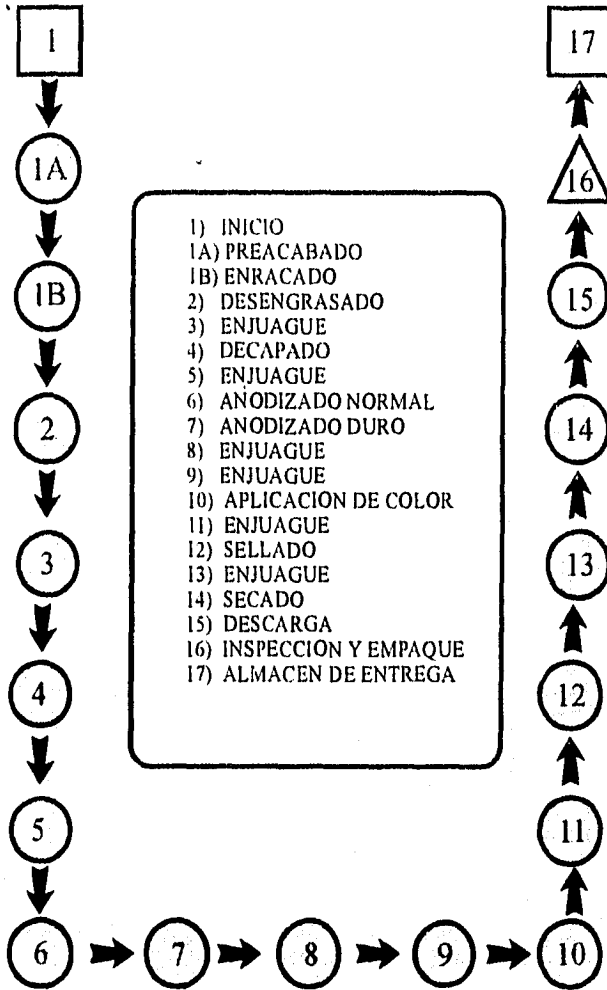 1
1A
1B
2
3
4
5
6
7
8
9
10
11
12
13
14
15
16
17
1) INICIO
1A) PREACABADO
1B) ENRACADO
2) DESENGRASADO
3) ENJUAGUE
4) DECAPADO
5) ENJUAGUE
6) ANODIZADO NORMAL
7) ANODIZADO DURO
8) ENJUAGUE
9) ENJUAGUE
10) APLICACION DE COLOR
11) ENJUAGUE
12) SELLADO
13) ENJUAGUE
14) SECADO
15) DESCARGA
16) INSPECCION Y EMPAQUE
17) ALMACEN DE ENTREGA